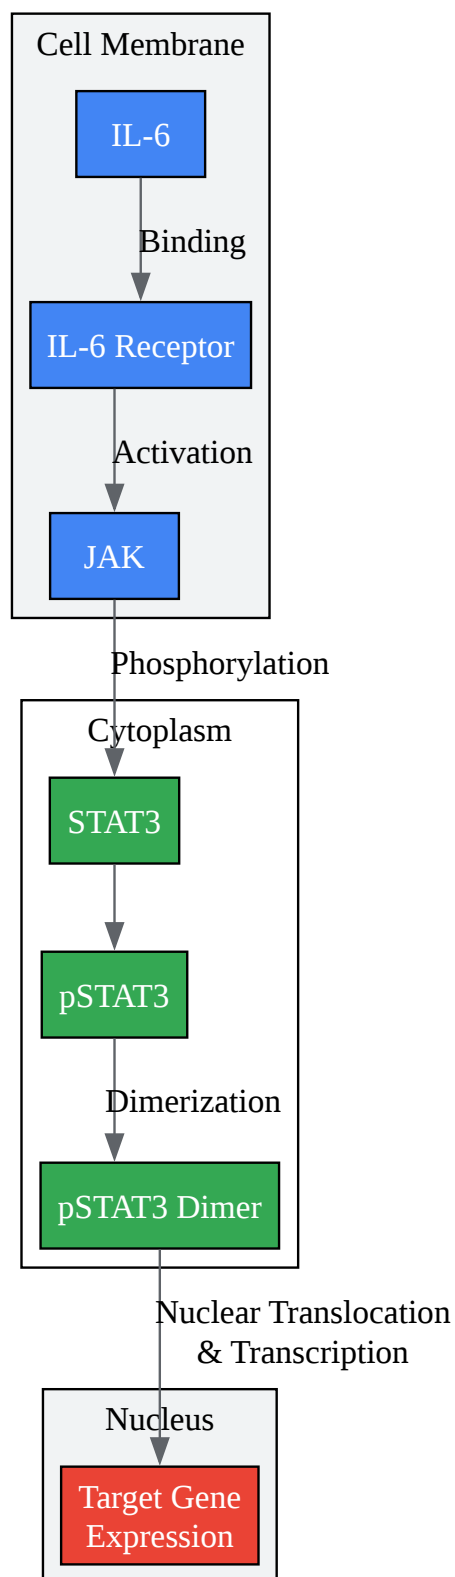 Cell Membrane
IL-6
Binding
IL-6 Receptor
Activation
JAK
Phosphorylation
Cytoplasm
STAT3
pSTAT3
Dimerization
pSTAT3 Dimer
Nuclear Translocation
& Transcription
Nucleus
Target Gene
Expression